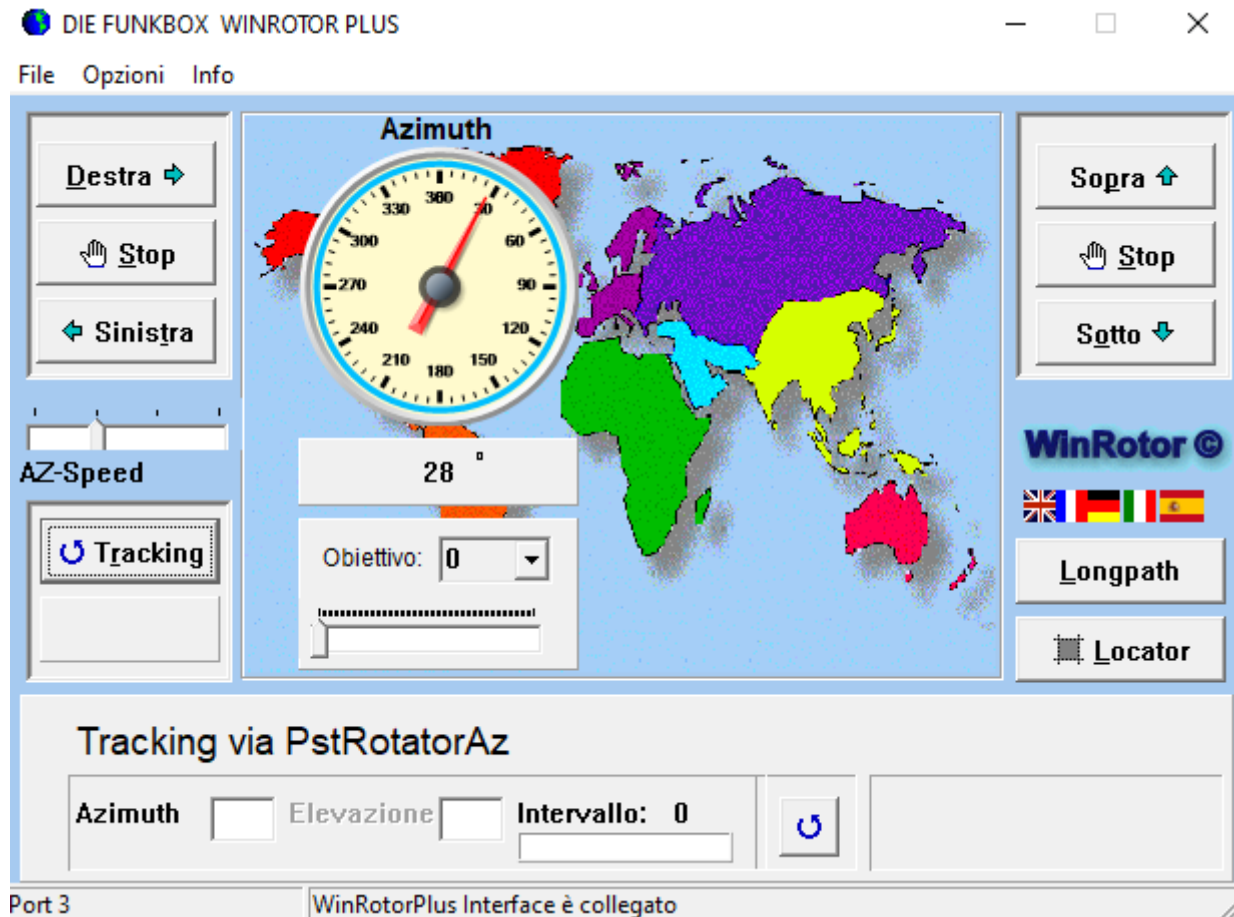 DIE FUNKBOX WINROTOR PLUS
File Opzioni Info
Destra
Stop
Sinistra
AZ-Speed
Tracking
Azimuth
360
30
60
90
120
150
180
210
240
270
300
330
28 °
Obiettivo: 0
Sopra
Stop
Sotto
WinRotor ©
Longpath
Locator
Tracking via PstRotatorAz
Azimuth Elevazione Intervallo: 0
Port 3 WinRotorPlus Interface è collegato